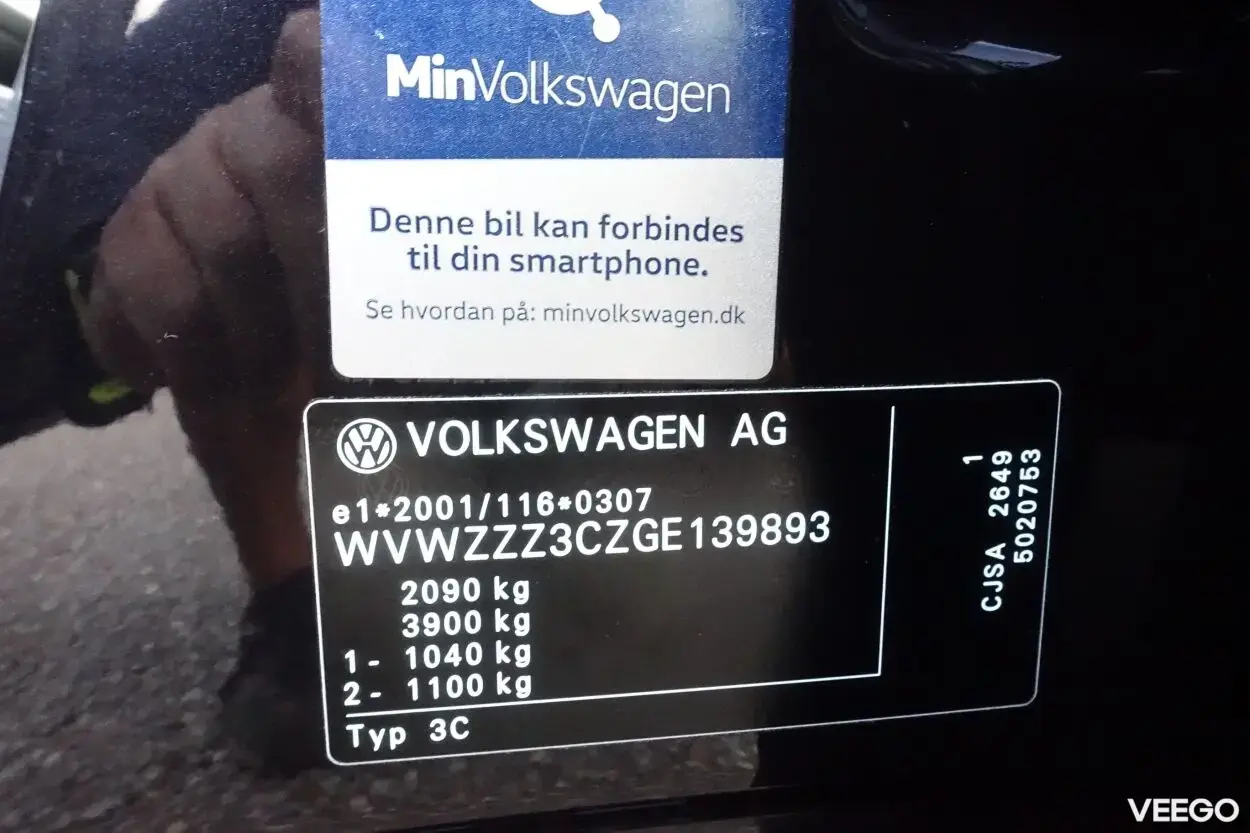 MinVolkswagen
Denne bil kan forbindes
til din smartphone.
Se hvordan på: minvolkswagen.dk
VOLKSWAGEN AG
e1*2001/116*0307
WVWZZZ3CZGE139893
2090 kg
3900 kg
1- 1040 kg
2- 1100 kg
Typ 3C
1
CJSA 2649
5020753
VEEGO